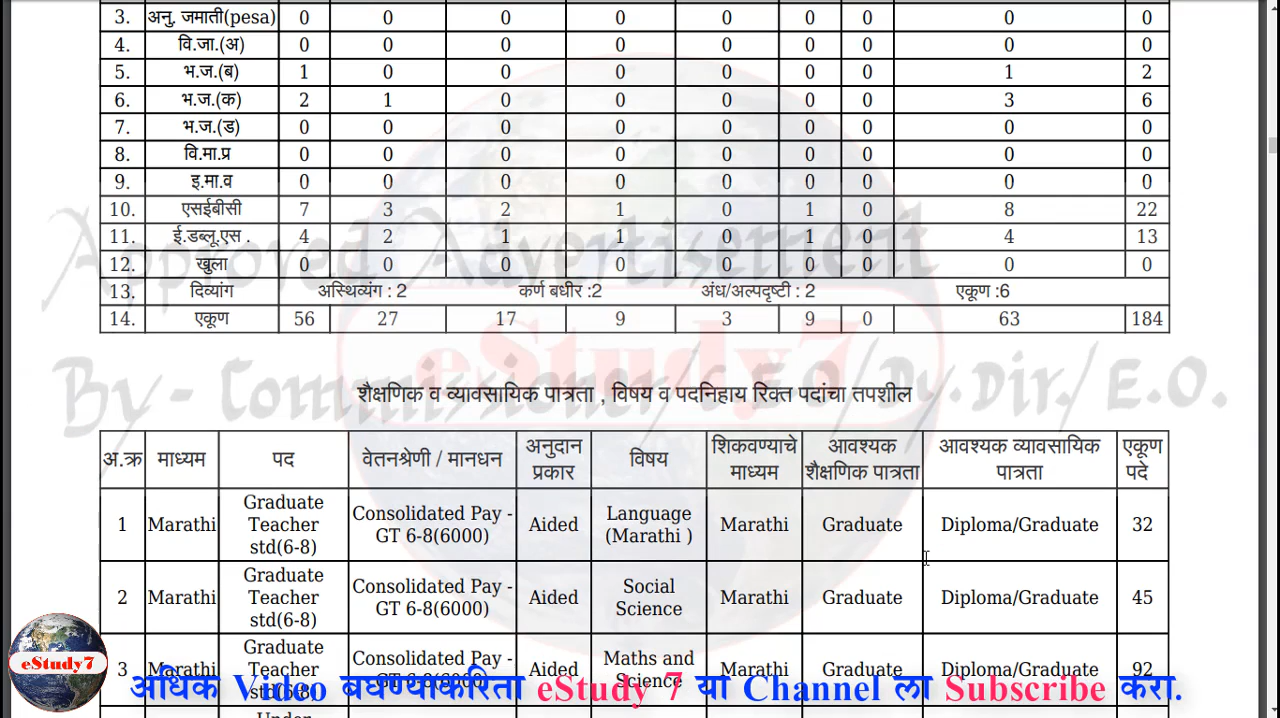 3. अनु. जमाती(pesa) 0 0 0 0 0 0 0 0 0
4. वि.जा.(अ) 0 0 0 0 0 0 0 0 0
5. भ.ज.(ब) 1 0 0 0 0 0 0 1 2
6. भ.ज.(क) 2 1 0 0 0 0 0 3 6
7. भ.ज.(ड) 0 0 0 0 0 0 0 0 0
8. वि.मा.प्र 0 0 0 0 0 0 0 0 0
9. इ.मा.व 0 0 0 0 0 0 0 0 0
10. एसईबीसी 7 3 2 1 0 1 0 8 22
11. ई.डब्लू.एस . 4 2 1 1 0 1 0 4 13
Approved Advertisement
12. खुला 0 0 0 0 0 0 0 0 0
13. दिव्यांग अस्थिव्यंग : 2 कर्ण बधीर :2 अंध/अल्पदृष्टी : 2 एकूण :6
14. एकूण 56 27 17 9 3 9 0 63 184
eStudy7
By- Commissioner/C.E.O/Dy.Dir./E.O.
शैक्षणिक व व्यावसायिक पात्रता , विषय व पदनिहाय रिक्त पदांचा तपशील
अ.क्र माध्यम पद वेतनश्रेणी / मानधन अनुदान प्रकार विषय शिकवण्याचे माध्यम आवश्यक शैक्षणिक पात्रता आवश्यक व्यावसायिक पात्रता एकूण पदे
1 Marathi Graduate Teacher std(6-8) Consolidated Pay - GT 6-8(6000) Aided Language (Marathi ) Marathi Graduate Diploma/Graduate 32
2 Marathi Graduate Teacher std(6-8) Consolidated Pay - GT 6-8(6000) Aided Social Science Marathi Graduate Diploma/Graduate 45
3 Marathi Graduate Teacher std(6-8) Consolidated Pay - GT 6-8(6000) Aided Maths and Science Marathi Graduate Diploma/Graduate 92
Under
eStudy7
अधिक Video बघण्याकरिता eStudy 7 या Channel ला Subscribe करा.